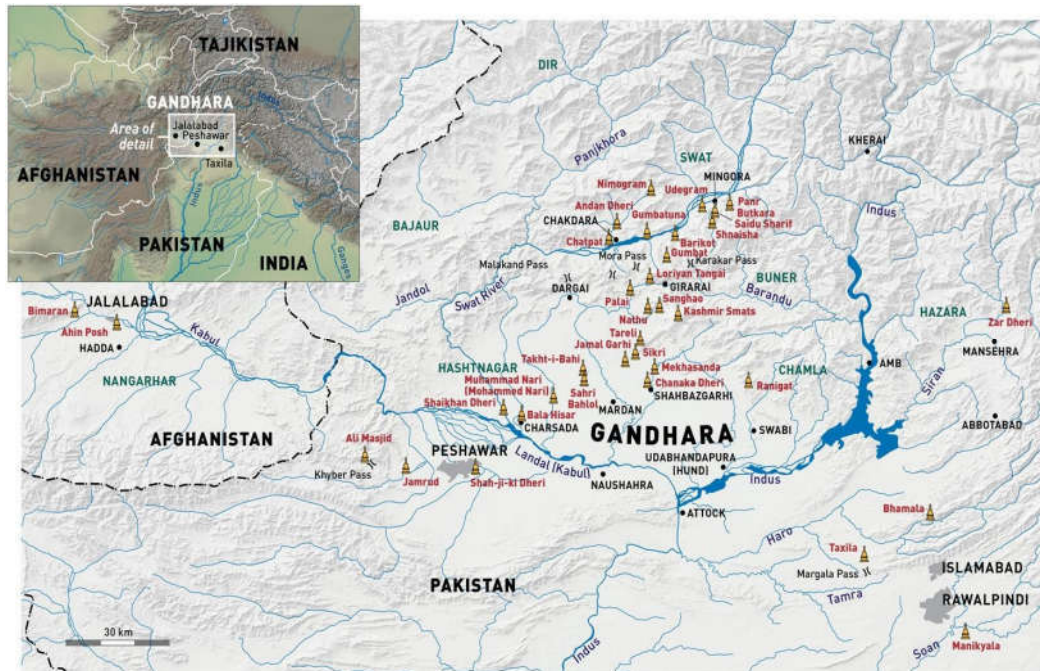 TAJIKISTAN
GANDHARA
Indus
Area of
detail
Jalalabad
Peshawar
Taxila
AFGHANISTAN
Indus
PAKISTAN
INDIA
Ganges
DIR
KHERAI
Panjkhora
SWAT
MINGORA
Nimogram
Udegram
Panr
Butkara
Saidu Sharif
Shnaisha
Andan Dheri
Gumbatuna
CHAKDARA
Chatpat
Barikot
Gumbat
BAJAUR
Indus
Malakand Pass
Mora Pass
Karakar Pass
Loriyan Tangai
BUNER
DARGAI
GIRARAI
Jandol
Swat River
Palai
Sanghao
Barandu
Nathu
Kashmir Smats
HAZARA
Zar Dheri
JALALABAD
Bimaran
Ahin Posh
HADDA
Kabul
Tareli
Jamal Garhi
Sikri
MANSEHRA
Takht-i-Bahi
Mekhasanda
AMB
Siran
HASHTNAGAR
CHAMLA
NANGARHAR
Muhammad Nari
(Mohammed Nari)
Sahri
Bahlol
Chanaka Dheri
SHAHBAZGARHI
Ranigat
Shaikhan Dheri
Bala Hisar
CHARSADA
MARDAN
ABBOTABAD
AFGHANISTAN
GANDHARA
SWABI
Ali Masjid
PESHAWAR
UDABHANDAPURA
(HUND)
Khyber Pass
Jamrud
Shah-ji-ki Dheri
Landal (Kabul)
NAUSHAHRA
Indus
ATTOCK
Bhamala
Haro
Taxila
PAKISTAN
Margala Pass
ISLAMABAD
Tamra
RAWALPINDI
30 km
Indus
Soan
Manikyala